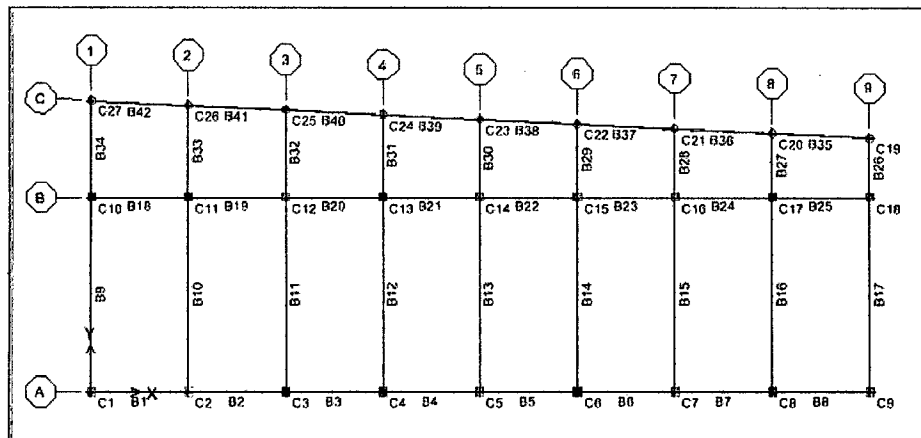 1 2 3 4 5 6 7 8 9
C
C27 B42 C26 B41 C25 B40 C24 B39 C23 B38 C22 B37 C21 B36 C20 B35 C19
B34 B33 B32 B31 B30 B29 B28 B27 B26
B
C10 B18 C11 B19 C12 B20 C13 B21 C14 B22 C15 B23 C16 B24 C17 B25 C18
B9 B10 B11 B12 B13 B14 B15 B16 B17
Y
X
A
C1 B1 C2 B2 C3 B3 C4 B4 C5 B5 C6 B6 C7 B7 C8 B8 C9